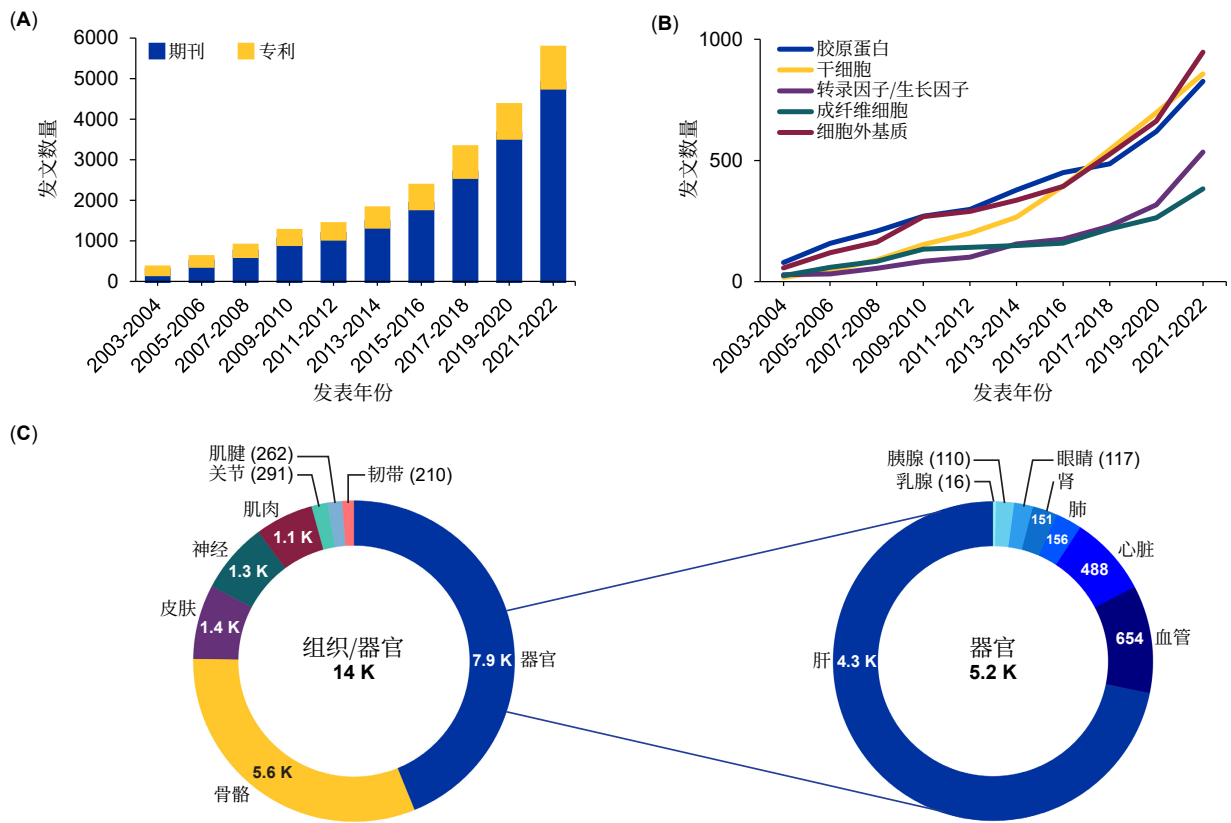 (A)
期刊
专利
6000
5000
4000
3000
2000
1000
0
发文数量
2003-2004
2005-2006
2007-2008
2009-2010
2011-2012
2013-2014
2015-2016
2017-2018
2019-2020
2021-2022
发表年份
(B)
胶原蛋白
干细胞
转录因子/生长因子
成纤维细胞
细胞外基质
1000
500
0
发文数量
2003-2004
2005-2006
2007-2008
2009-2010
2011-2012
2013-2014
2015-2016
2017-2018
2019-2020
2021-2022
发表年份
(C)
肌腱 (262)
关节 (291)
韧带 (210)
肌肉
1.1 K
神经
1.3 K
皮肤
1.4 K
组织/器官
14 K
7.9 K
器官
5.6 K
骨骼
胰腺 (110)
乳腺 (16)
眼睛 (117)
肾
151
肺
156
心脏
488
血管
654
器官
5.2 K
肝
4.3 K